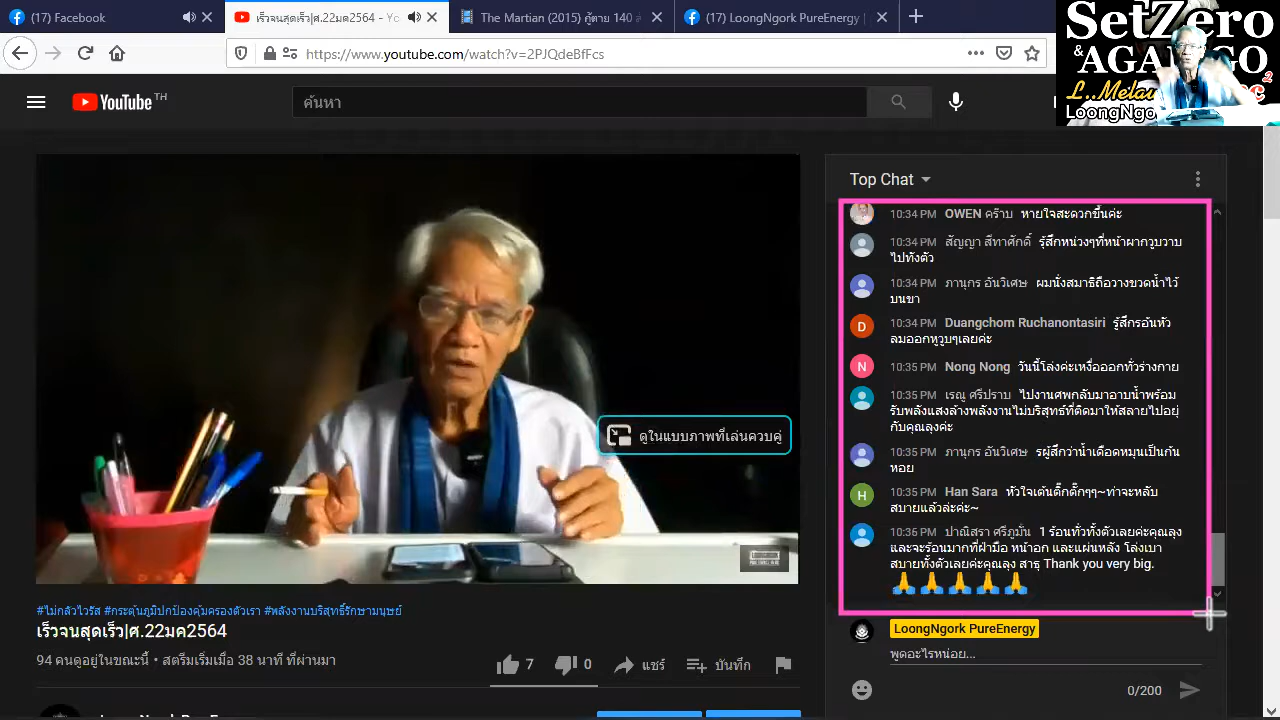 (17) Facebook
เร็วจนสุดเร็ว|ศ.22มค2564 - Yo
The Martian (2015) กู้ตาย 140 ล้
(17) LoongNgork PureEnergy |
https://www.youtube.com/watch?v=2PJQdeBfFcs
SetZero
&
L..Mela
LoongNgo
YouTube TH
ค้นหา
ดูในแบบภาพที่เล่นควบคู่
#ไม่กลัวไวรัส #กระตุ้นภูมิปกป้องคุ้มครองตัวเรา #พลังงานบริสุทธิ์รักษามนุษย์
เร็วจนสุดเร็ว|ศ.22มค2564
94 คนดูอยู่ในขณะนี้ • สตรีมเริ่มเมื่อ 38 นาที ที่ผ่านมา
7
0
แชร์
บันทึก
Top Chat
10:34 PM OWEN คร๊าบ หายใจสะดวกขึ้นค่ะ
10:34 PM สัญญา สีทาศักดิ์ รุ้สึกหน่วงๆที่หน้าผากวูบวาบ
ไปทั่งตัว
10:34 PM ภานุกร อันวิเศษ ผมนั่งสมาธิถือวางขวดน้ำไว้
บนขา
10:34 PM Duangchom Ruchanontasiri รู้สึกรอันหัว
ลมออกหูวูบๆเลยค่ะ
10:35 PM Nong Nong วันนี้โล่งค่ะเหงื่อออกทั่วร่างกาย
10:35 PM เรณู ศรีปราบ ไปงานศพกลับมาอาบน้ำพร้อม
รับพลังแสงล้างพลังงานไม่บริสุทธ์ที่ติดมาให้สลายไปอยุ่
กับคุณลุงค่ะ
10:35 PM ภานุกร อันวิเศษ รผู้สึกว่าน้ำเดือดหมุนเป็นกัน
หอย
10:35 PM Han Sara หัวใจเต้นดึ๊กดั๊กๆๆ~ท่าจะหลับ
สบายแล้วล่ะค่ะ~
10:36 PM ปาณิสรา ศรีภูมั่น 1 ร้อนทั่วทั้งตัวเลยค่ะคุณลุง
และจะร้อนมากที่ฝ่ามือ หน้าอก และแผ่นหลัง โล่งเบา
สบายทั้งตัวเลยค่ะคุณลุง สาธุ Thank you very big.
🙏🙏🙏🙏🙏
LoongNgork PureEnergy
พูดอะไรหน่อย...
0/200